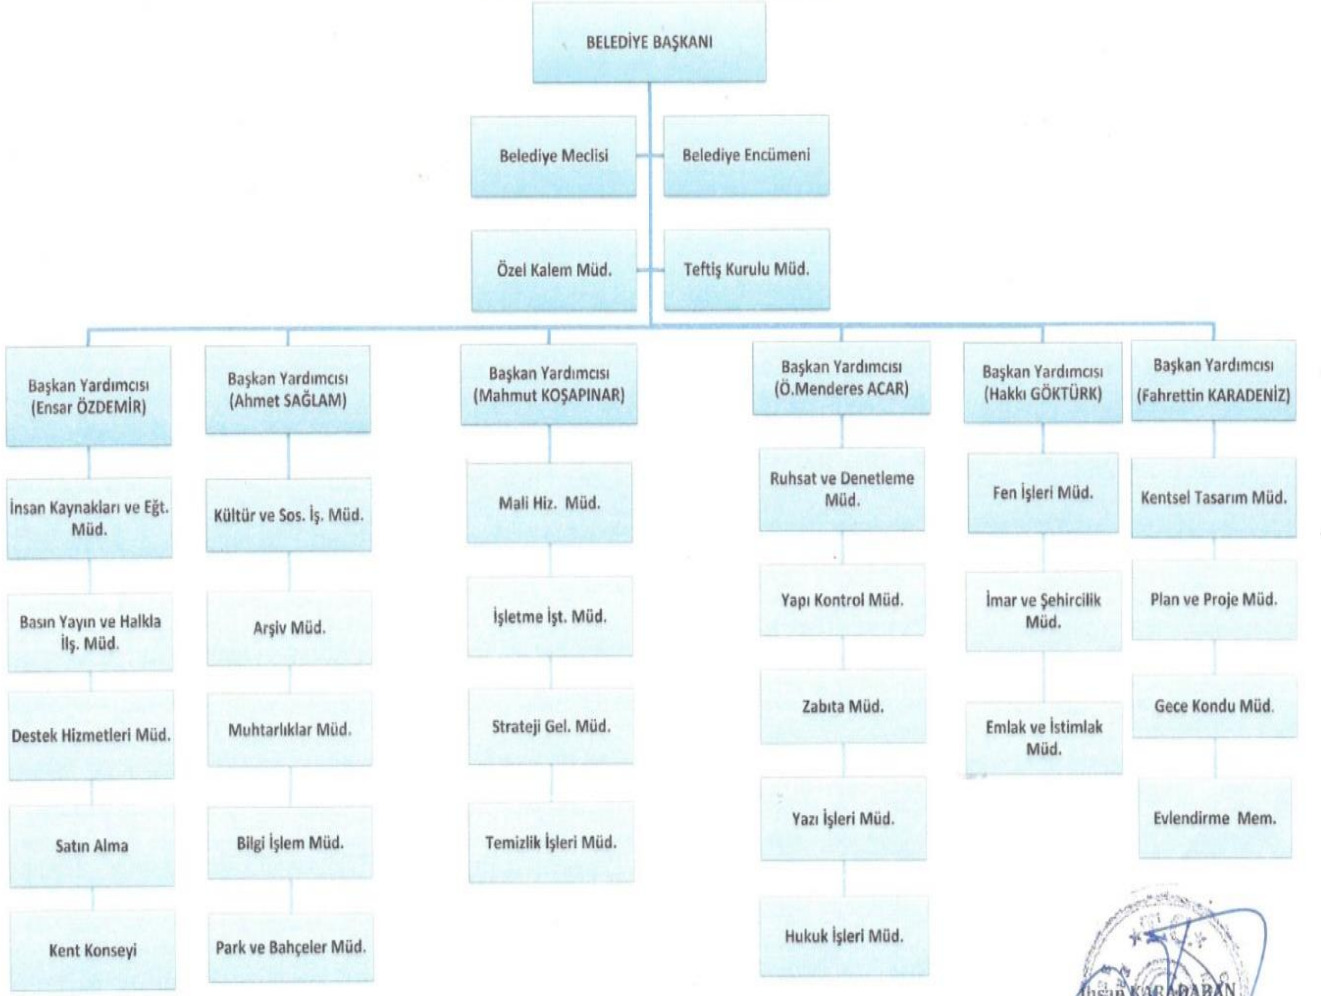 BELEDİYE BAŞKANI
Belediye Meclisi
Belediye Encümeni
Özel Kalem Müd.
Teftiş Kurulu Müd.
Başkan Yardımcısı
(Ensar ÖZDEMİR)
İnsan Kaynakları ve Eğt.
Müd.
Basın Yayın ve Halkla
İlş. Müd.
Destek Hizmetleri Müd.
Satın Alma
Kent Konseyi
Başkan Yardımcısı
(Ahmet SAĞLAM)
Kültür ve Sos. İş. Müd.
Arşiv Müd.
Muhtarlıklar Müd.
Bilgi İşlem Müd.
Park ve Bahçeler Müd.
Başkan Yardımcısı
(Mahmut KOŞAPINAR)
Mali Hiz. Müd.
İşletme İşt. Müd.
Strateji Gel. Müd.
Temizlik İşleri Müd.
Başkan Yardımcısı
(Ö.Menderes ACAR)
Ruhsat ve Denetleme
Müd.
Yapı Kontrol Müd.
Zabıta Müd.
Yazı İşleri Müd.
Hukuk İşleri Müd.
Başkan Yardımcısı
(Hakkı GÖKTÜRK)
Fen İşleri Müd.
İmar ve Şehircilik
Müd.
Emlak ve İstimlak
Müd.
Başkan Yardımcısı
(Fahrettin KARADENİZ)
Kentsel Tasarım Müd.
Plan ve Proje Müd.
Gece Kondu Müd.
Evlendirme Mem.
İhsan KARABABAN